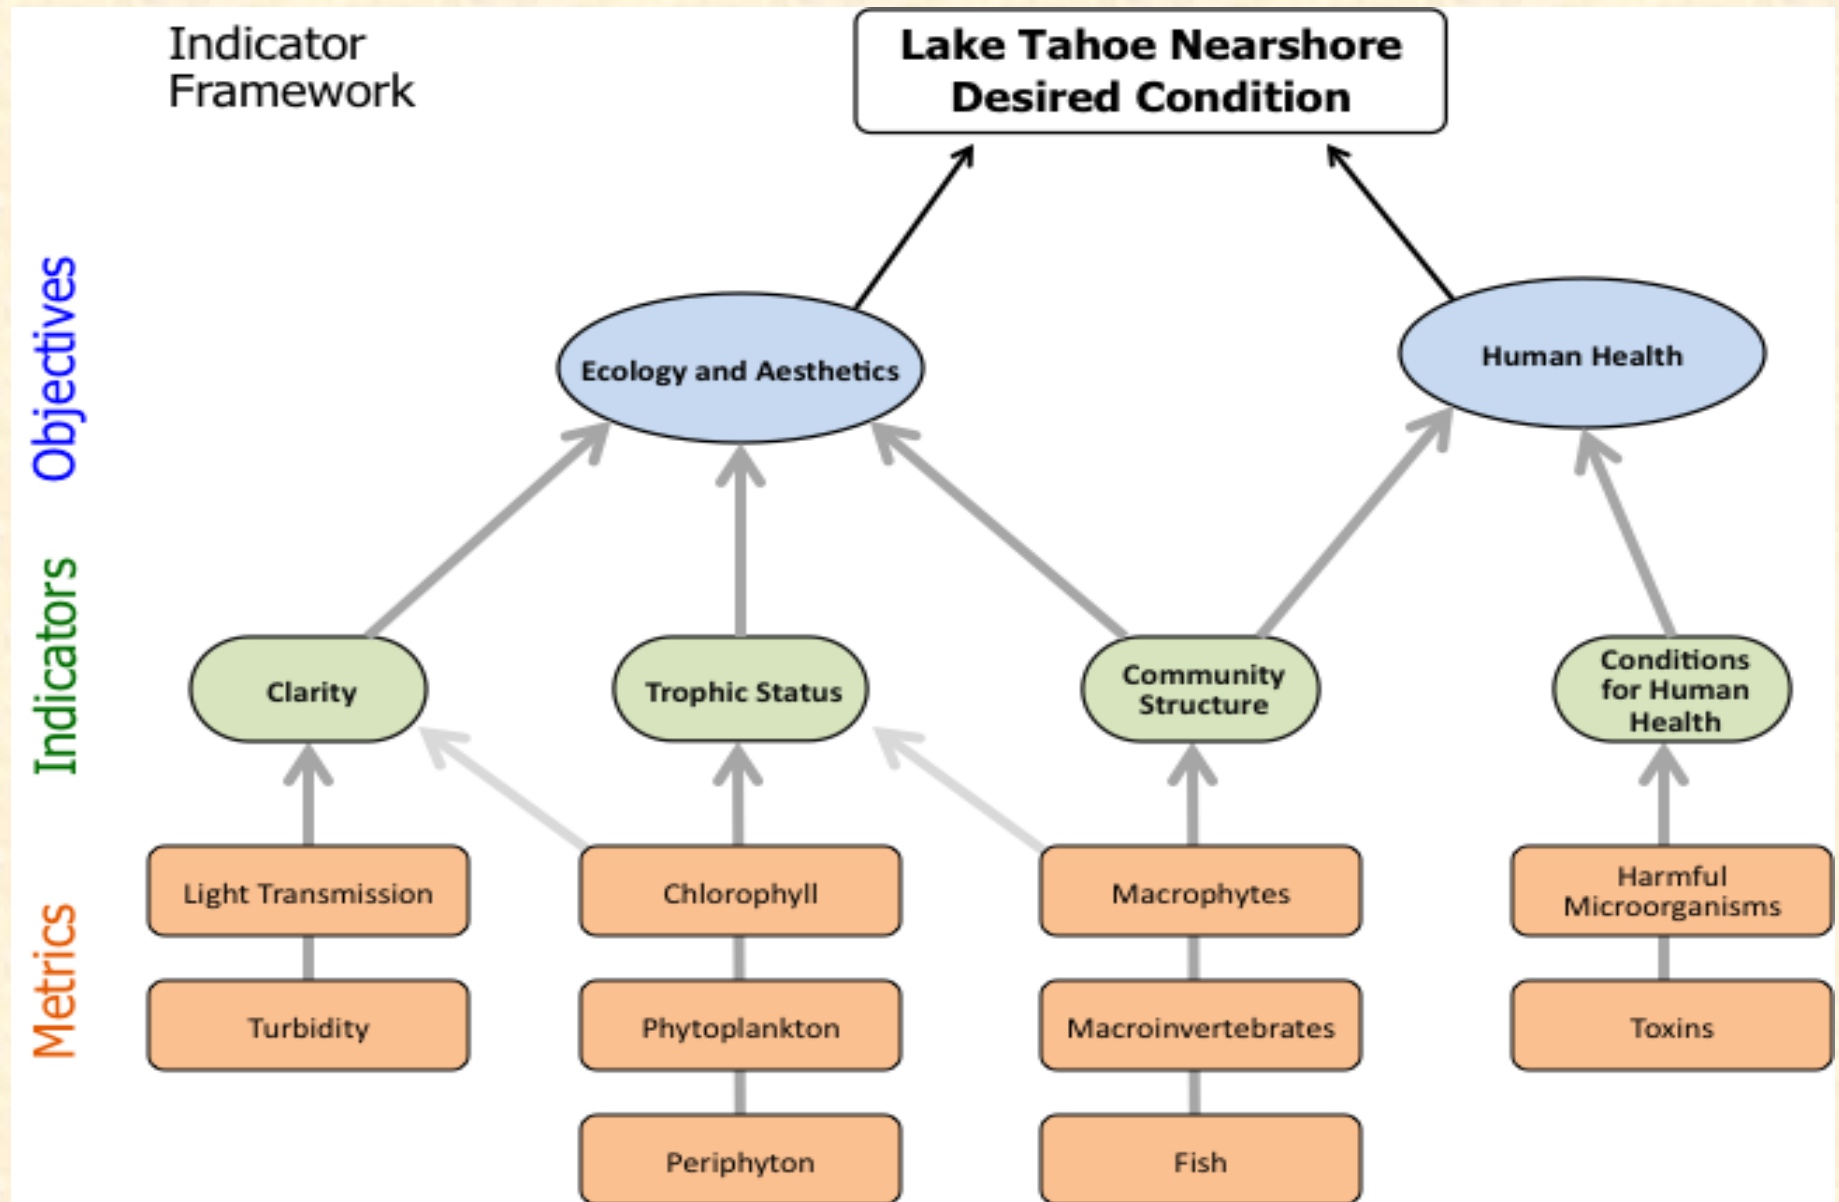 Indicator
Framework
Lake Tahoe Nearshore
Desired Condition
Objectives
Ecology and Aesthetics
Human Health
Indicators
Clarity
Trophic Status
Community
Structure
Conditions
for Human
Health
Metrics
Light Transmission
Chlorophyll
Macrophytes
Harmful
Microorganisms
Turbidity
Phytoplankton
Macroinvertebrates
Toxins
Periphyton
Fish